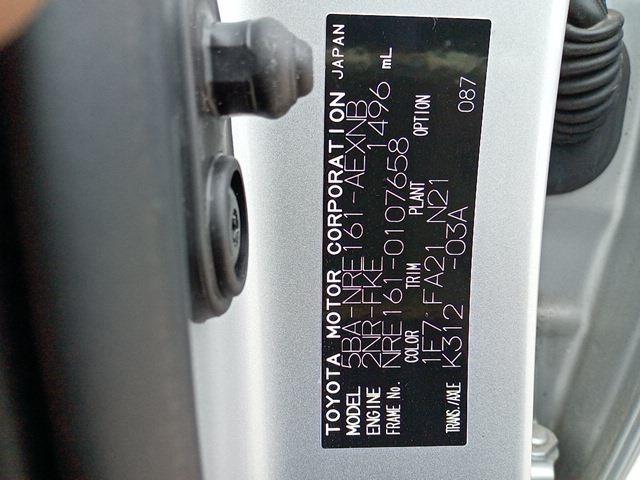 TOYOTA MOTOR CORPORATION JAPAN
MODEL 5BA-NRE161-AEXNB
ENGINE 2NR-FKE 1496 mL
FRAME No. NRE161-0107658
COLOR TRIM PLANT OPTION
1E7 FA21 N21
TRANS./AXLE K312 -03A 087